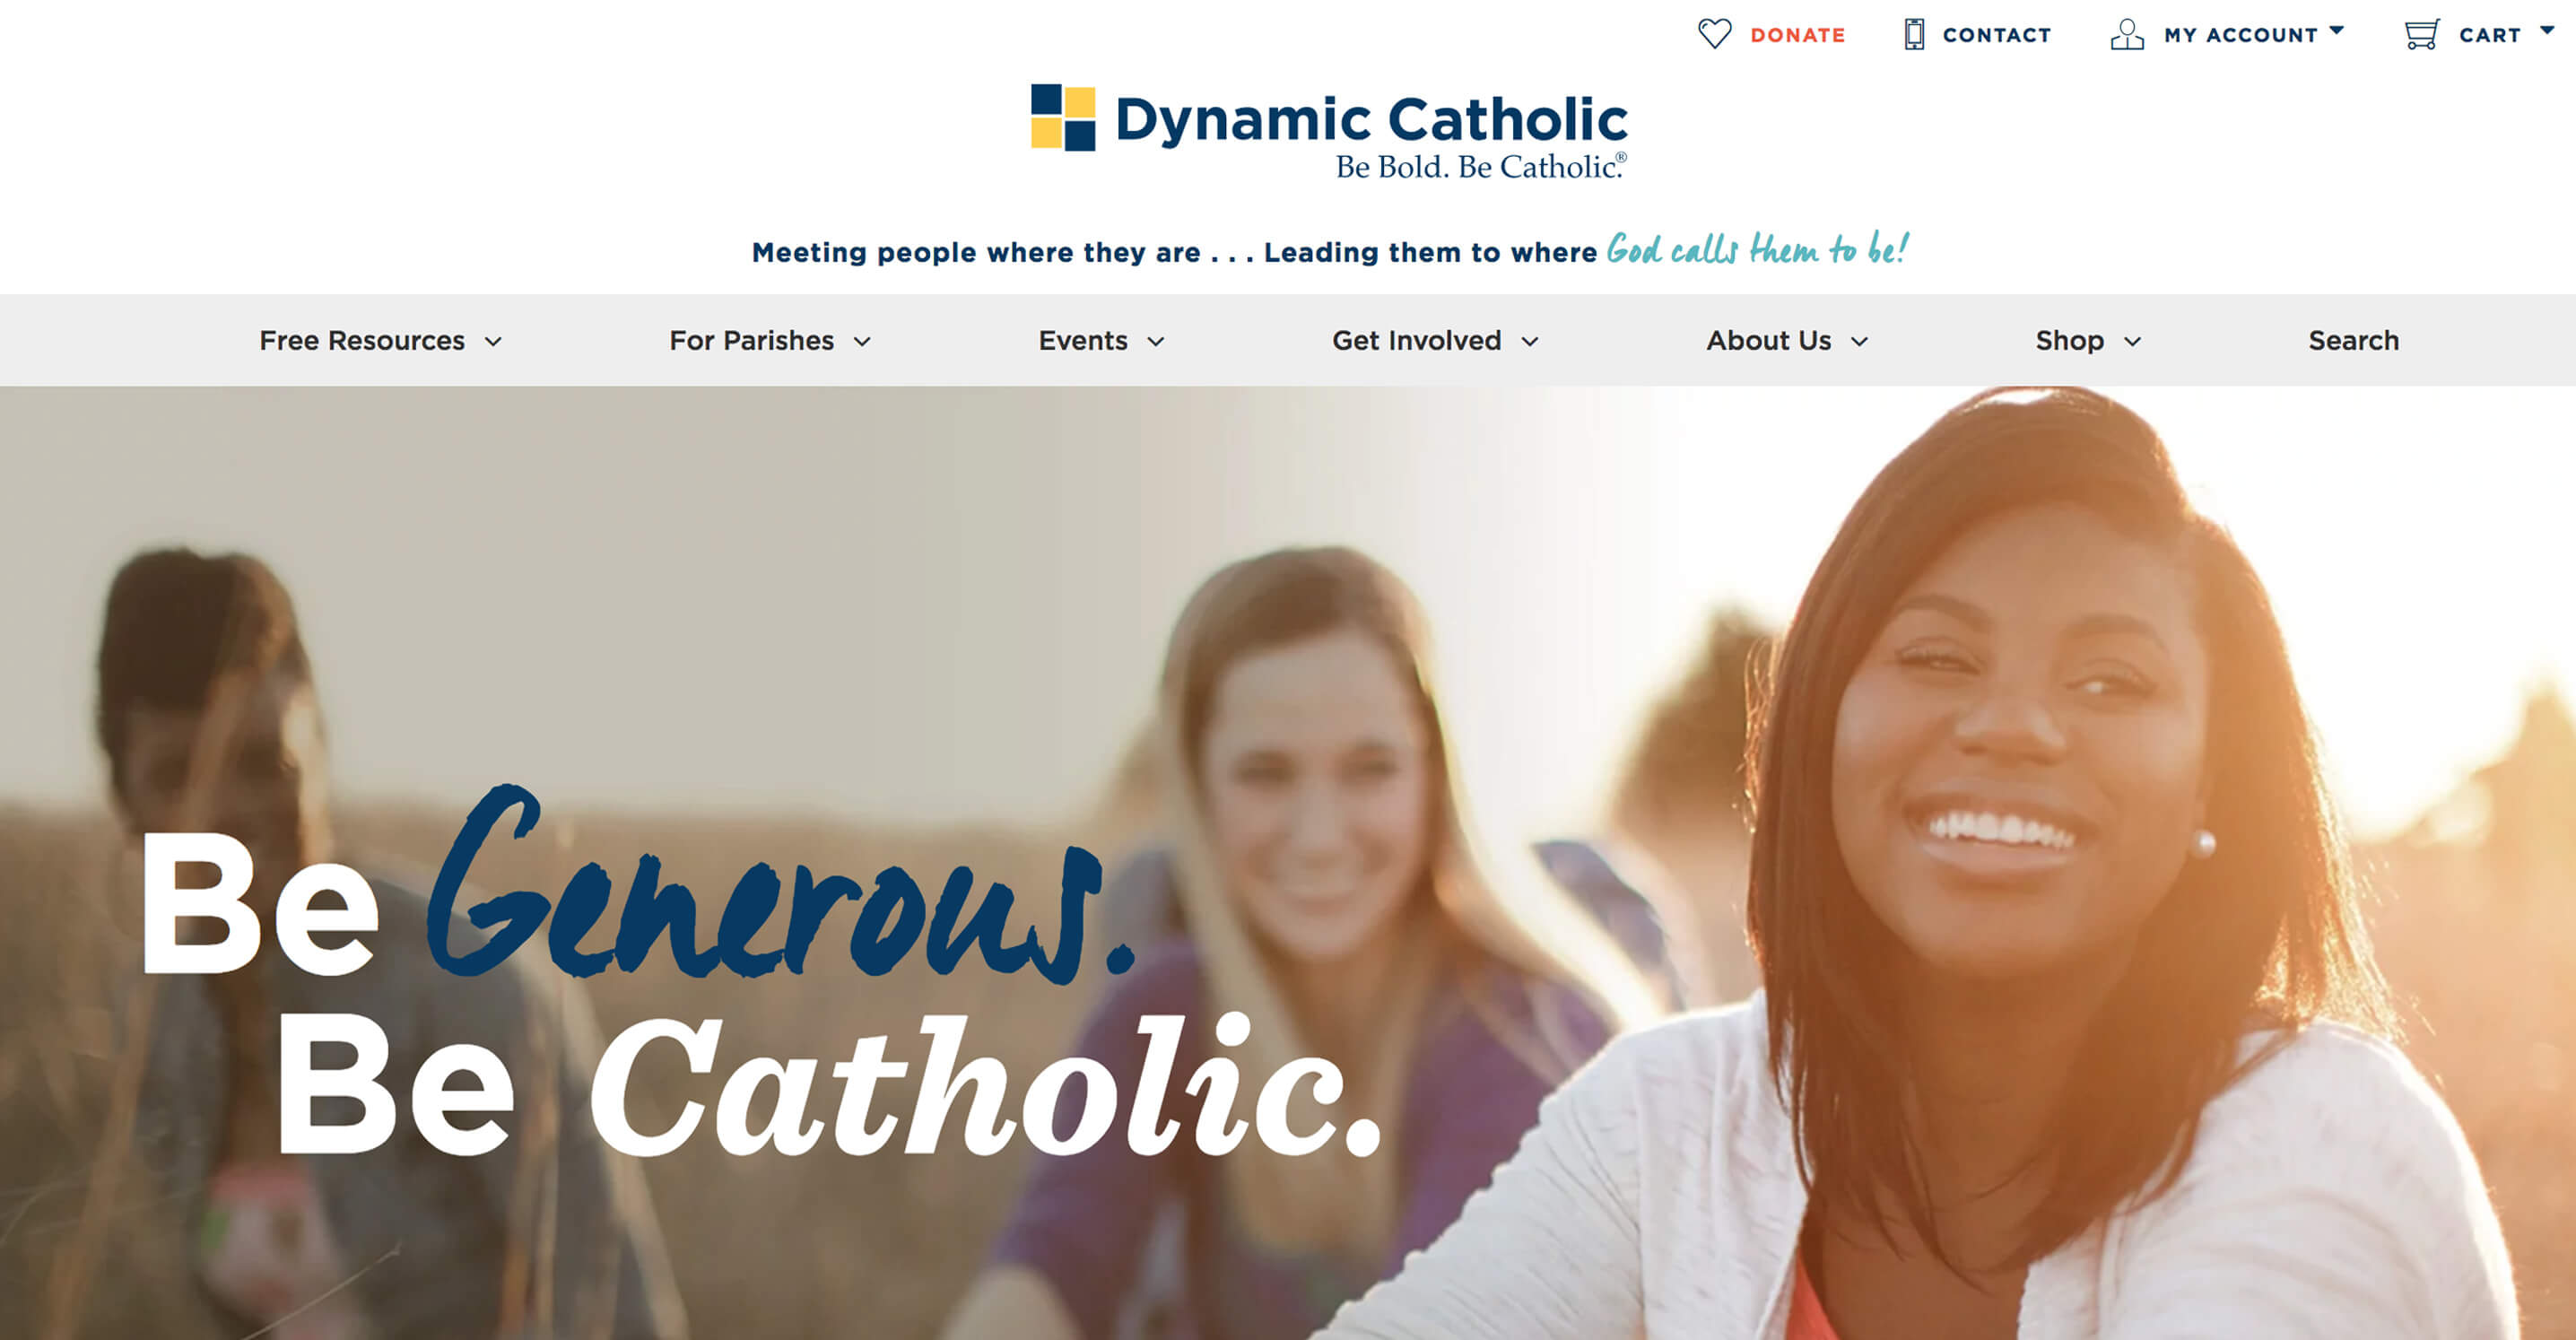 DONATE CONTACT MY ACCOUNT CART
Dynamic Catholic
Be Bold. Be Catholic.®
Meeting people where they are . . . Leading them to where God calls them to be!
Free Resources For Parishes Events Get Involved About Us Shop Search
Be Generous.
Be Catholic.